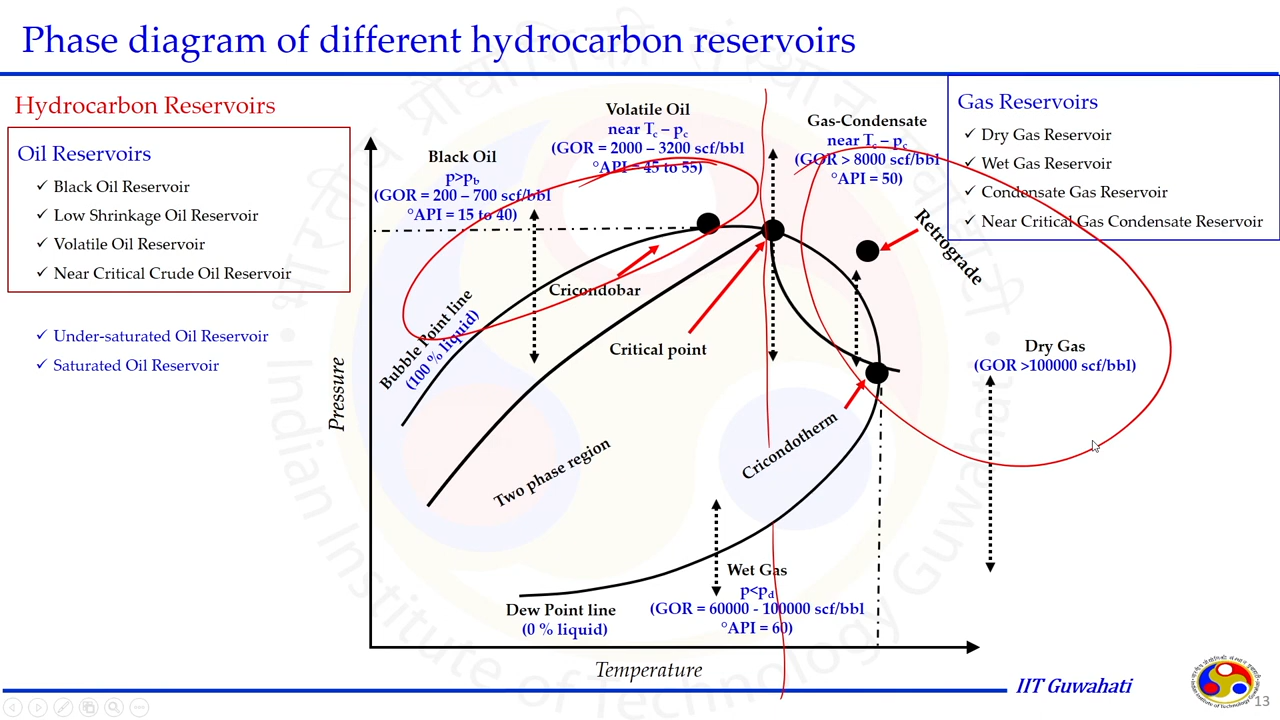 Phase diagram of different hydrocarbon reservoirs
Hydrocarbon Reservoirs
Oil Reservoirs
✓ Black Oil Reservoir
✓ Low Shrinkage Oil Reservoir
✓ Volatile Oil Reservoir
✓ Near Critical Crude Oil Reservoir
✓ Under-saturated Oil Reservoir
✓ Saturated Oil Reservoir
Black Oil
p>pb
(GOR = 200 – 700 scf/bbl
°API = 15 to 40)
Volatile Oil
near Tc – pc
(GOR = 2000 – 3200 scf/bbl
°API = 45 to 55)
Gas-Condensate
near Tc – pc
(GOR > 8000 scf/bbl
°API = 50)
Gas Reservoirs
✓ Dry Gas Reservoir
✓ Wet Gas Reservoir
✓ Condensate Gas Reservoir
✓ Near Critical Gas Condensate Reservoir
Retrograde
Cricondobar
Bubble Point line
(100 % liquid)
Critical point
Dry Gas
(GOR >100000 scf/bbl)
Pressure
Cricondotherm
Two phase region
Wet Gas
p<pd
(GOR = 60000 - 100000 scf/bbl
°API = 60)
Dew Point line
(0 % liquid)
Temperature
Indian Institute of Technology Guwahati
IIT Guwahati
13